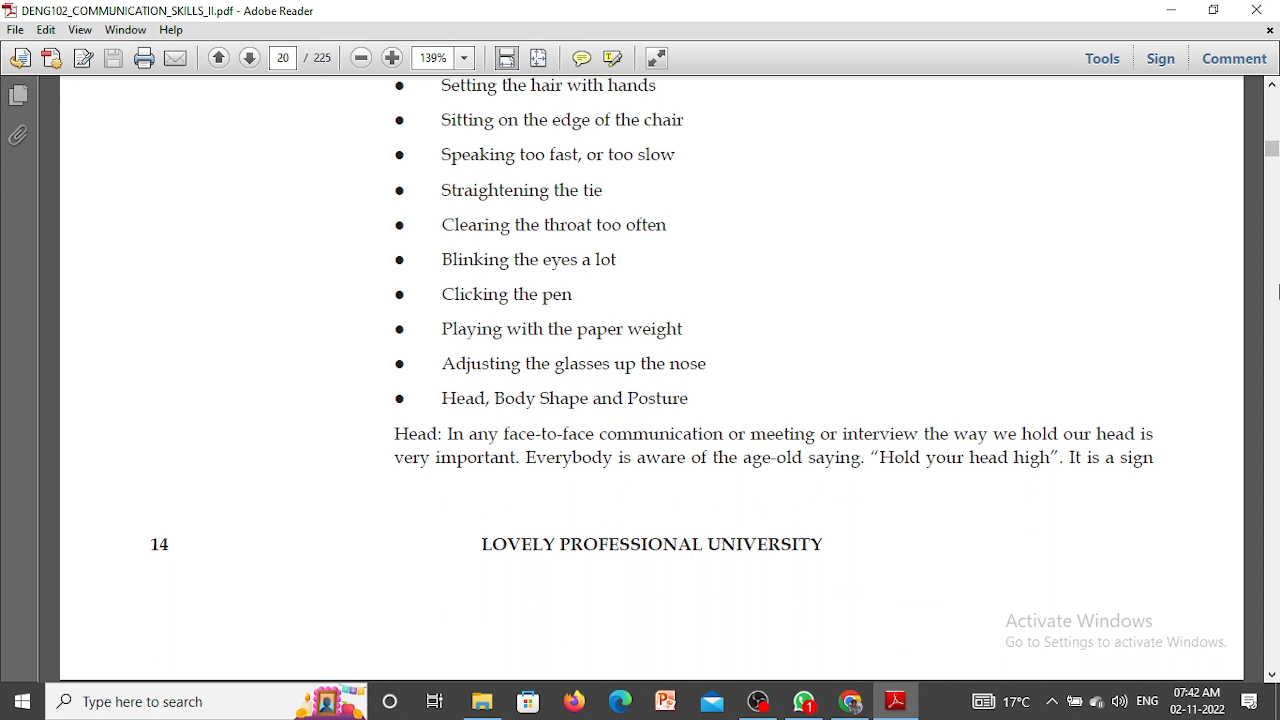 DENG102_COMMUNICATION_SKILLS_II.pdf - Adobe Reader
File Edit View Window Help
20 / 225 139% Tools Sign Comment
● Setting the hair with hands
● Sitting on the edge of the chair
● Speaking too fast, or too slow
● Straightening the tie
● Clearing the throat too often
● Blinking the eyes a lot
● Clicking the pen
● Playing with the paper weight
● Adjusting the glasses up the nose
● Head, Body Shape and Posture
Head: In any face-to-face communication or meeting or interview the way we hold our head is
very important. Everybody is aware of the age-old saying. “Hold your head high”. It is a sign
14 LOVELY PROFESSIONAL UNIVERSITY
Activate Windows
Go to Settings to activate Windows.
Type here to search 1 17°C ENG 07:42 AM
02-11-2022